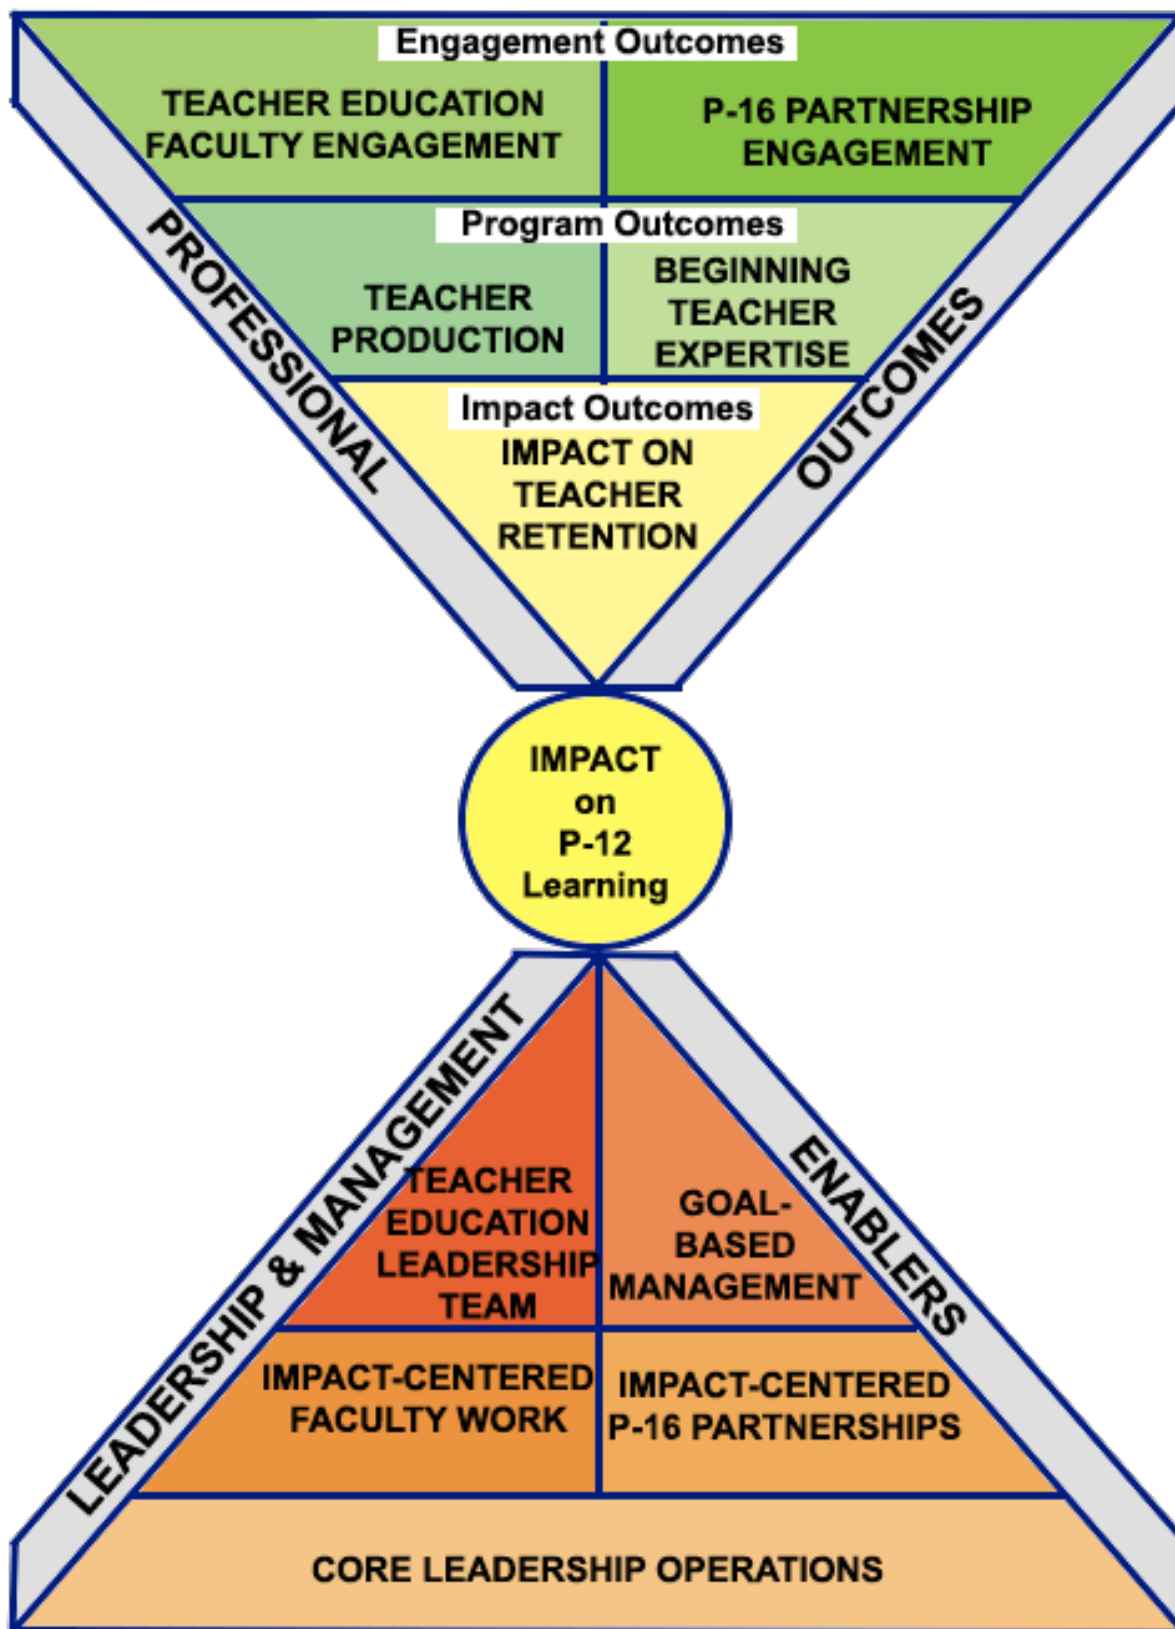 Engagement Outcomes
TEACHER EDUCATION
FACULTY ENGAGEMENT
P-16 PARTNERSHIP
ENGAGEMENT
Program Outcomes
TEACHER
PRODUCTION
BEGINNING
TEACHER
EXPERTISE
Impact Outcomes
IMPACT ON
TEACHER
RETENTION
PROFESSIONAL
OUTCOMES
IMPACT
on
P-12
Learning
LEADERSHIP & MANAGEMENT
ENABLERS
TEACHER
EDUCATION
LEADERSHIP
TEAM
GOAL-
BASED
MANAGEMENT
IMPACT-CENTERED
FACULTY WORK
IMPACT-CENTERED
P-16 PARTNERSHIPS
CORE LEADERSHIP OPERATIONS